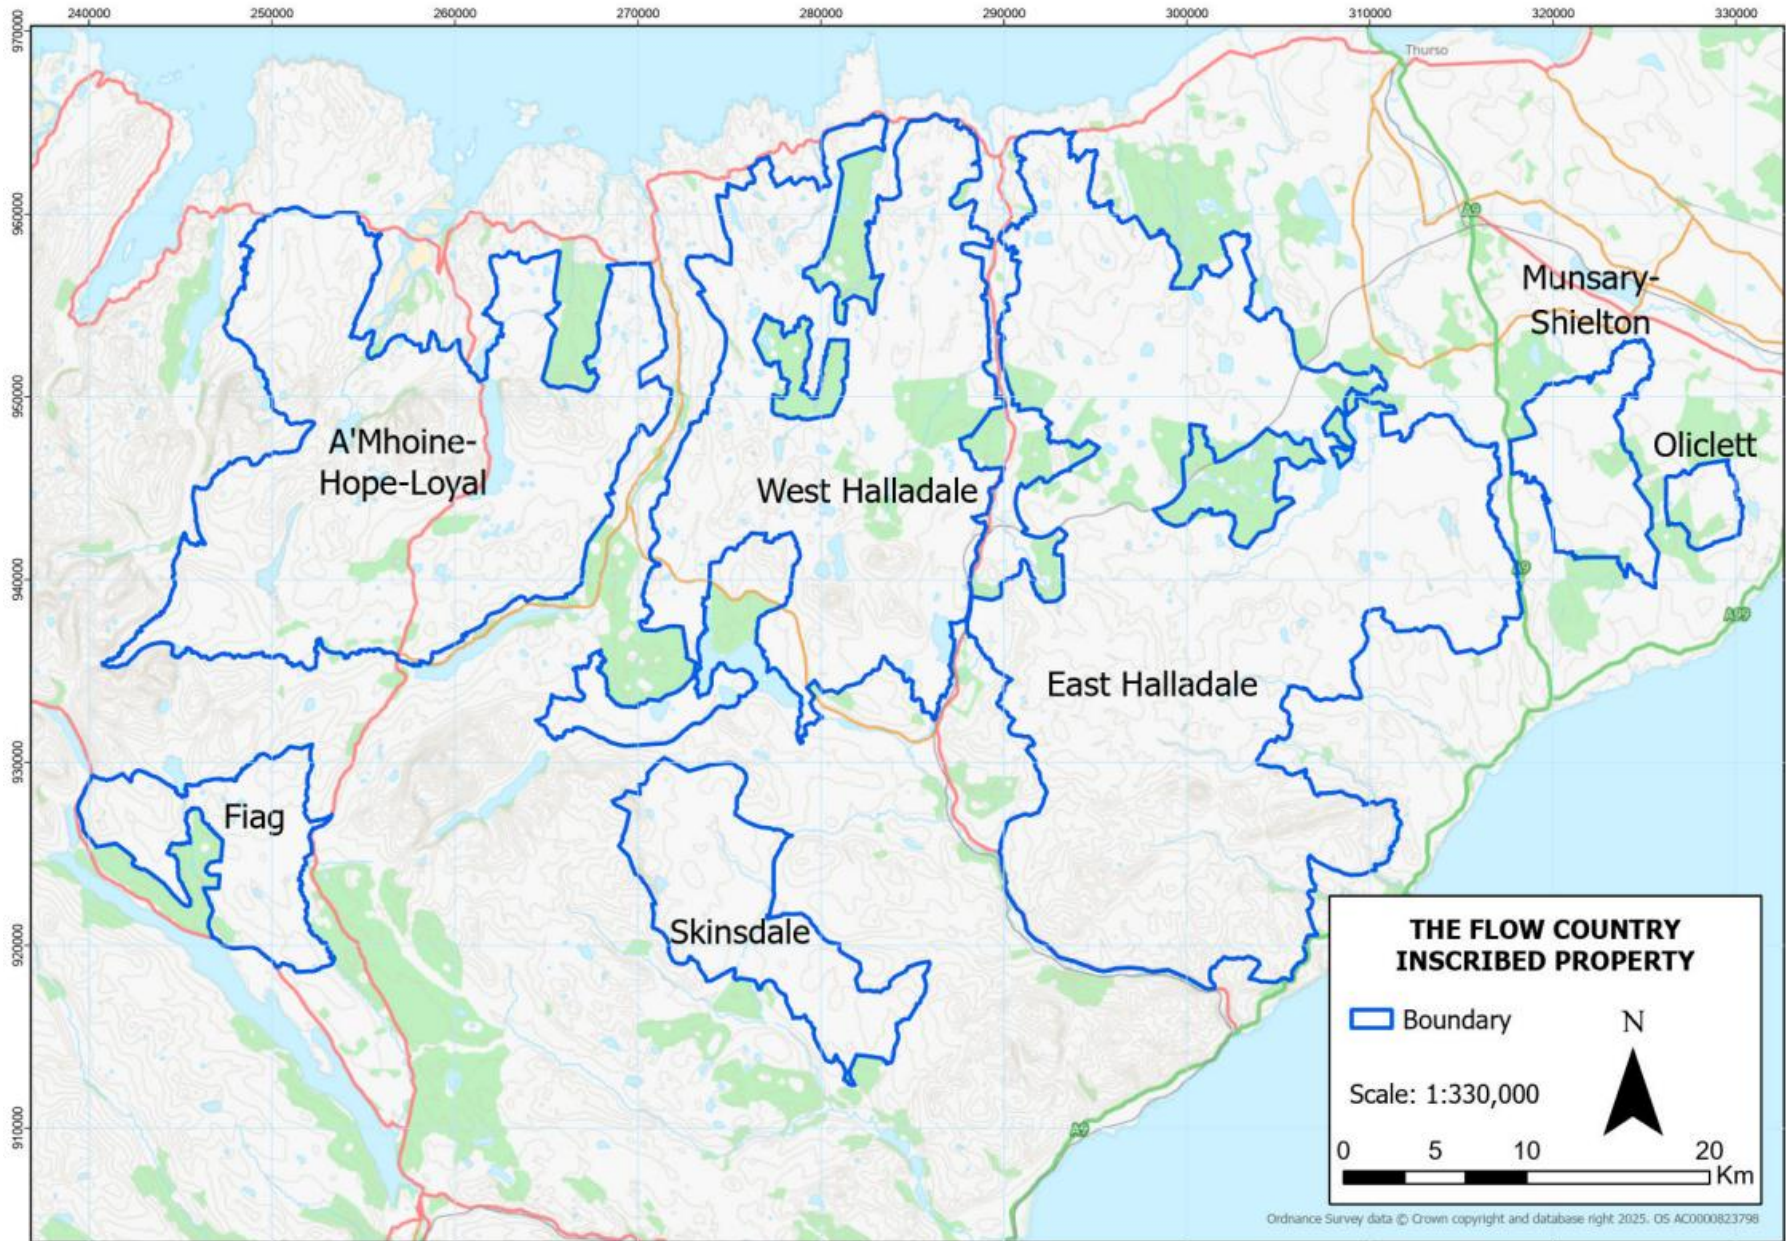 240000 250000 260000 270000 280000 290000 300000 310000 320000 330000
970000
960000
950000
940000
930000
920000
910000
Thurso
A9
Munsary-
Shielton
Oliclett
A'Mhoine-
Hope-Loyal
West Halladale
A9
A99
East Halladale
Fiag
Skinsdale
A9
THE FLOW COUNTRY
INSCRIBED PROPERTY
Boundary
N
Scale: 1:330,000
0 5 10 20
Km
Ordnance Survey data © Crown copyright and database right 2025. OS AC0000823798